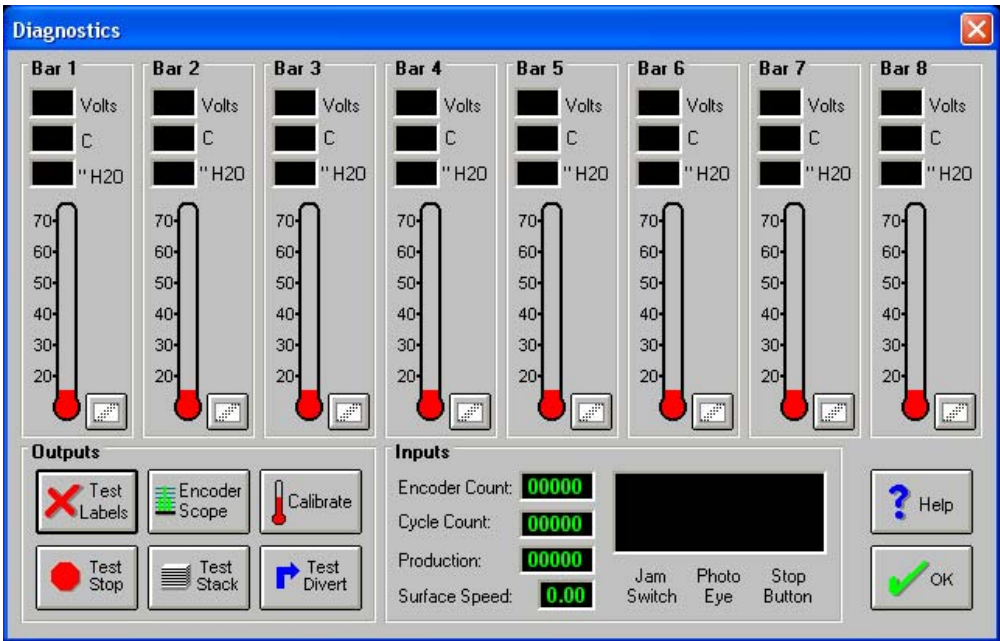 Diagnostics
Bar 1 Bar 2 Bar 3 Bar 4 Bar 5 Bar 6 Bar 7 Bar 8
Volts Volts Volts Volts Volts Volts Volts Volts
C C C C C C C C
" H20 " H20 " H20 " H20 " H20 " H20 " H20 " H20
70 70 70 70 70 70 70 70
60 60 60 60 60 60 60 60
50 50 50 50 50 50 50 50
40 40 40 40 40 40 40 40
30 30 30 30 30 30 30 30
20 20 20 20 20 20 20 20
Outputs
Test Labels
Encoder Scope
Calibrate
Test Stop
Test Stack
Test Divert
Inputs
Encoder Count: 00000
Cycle Count: 00000
Production: 00000
Surface Speed: 0.00
Jam Switch
Photo Eye
Stop Button
Help
OK